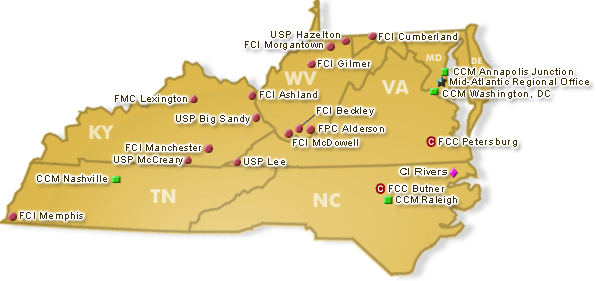 USP Hazelton
FCI Cumberland
FCI Morgantown
MD
DE
FCI Gilmer
CCM Annapolis Junction
WV
VA
Mid-Atlantic Regional Office
CCM Washington, DC
FMC Lexington
FCI Ashland
FCI Beckley
USP Big Sandy
FPC Alderson
KY
FCI McDowell
C FCC Petersburg
FCI Manchester
USP McCreary
USP Lee
CI Rivers
CCM Nashville
TN
NC
C FCC Butner
CCM Raleigh
FCI Memphis